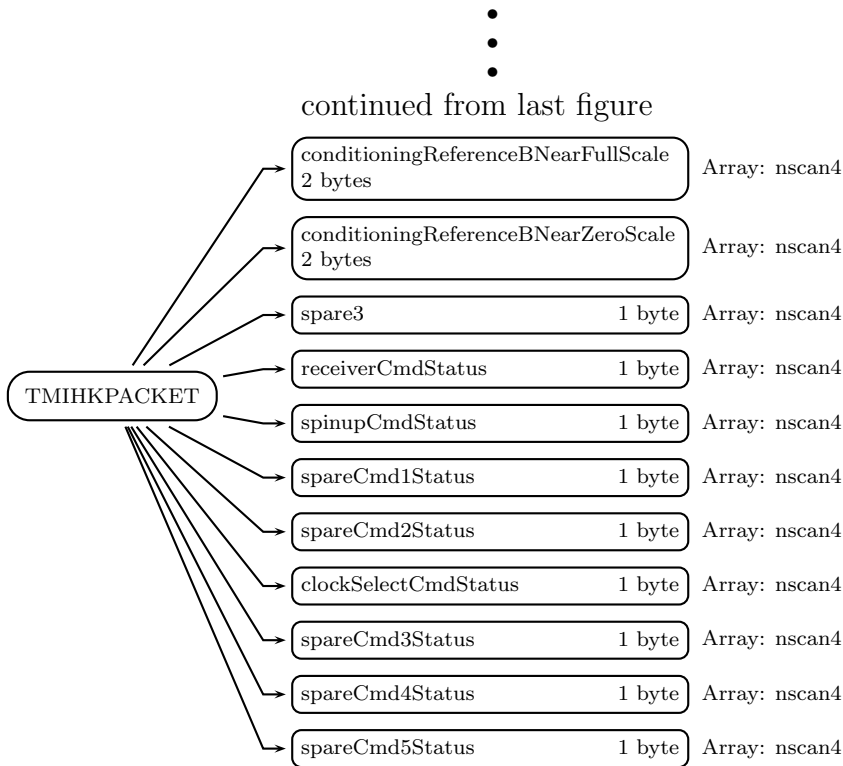 continued from last figure
conditioningReferenceBNearFullScale
2 bytes
Array: nscan4
conditioningReferenceBNearZeroScale
2 bytes
Array: nscan4
spare3 1 byte Array: nscan4
receiverCmdStatus 1 byte Array: nscan4
TMIHKPACKET
spinupCmdStatus 1 byte Array: nscan4
spareCmd1Status 1 byte Array: nscan4
spareCmd2Status 1 byte Array: nscan4
clockSelectCmdStatus 1 byte Array: nscan4
spareCmd3Status 1 byte Array: nscan4
spareCmd4Status 1 byte Array: nscan4
spareCmd5Status 1 byte Array: nscan4